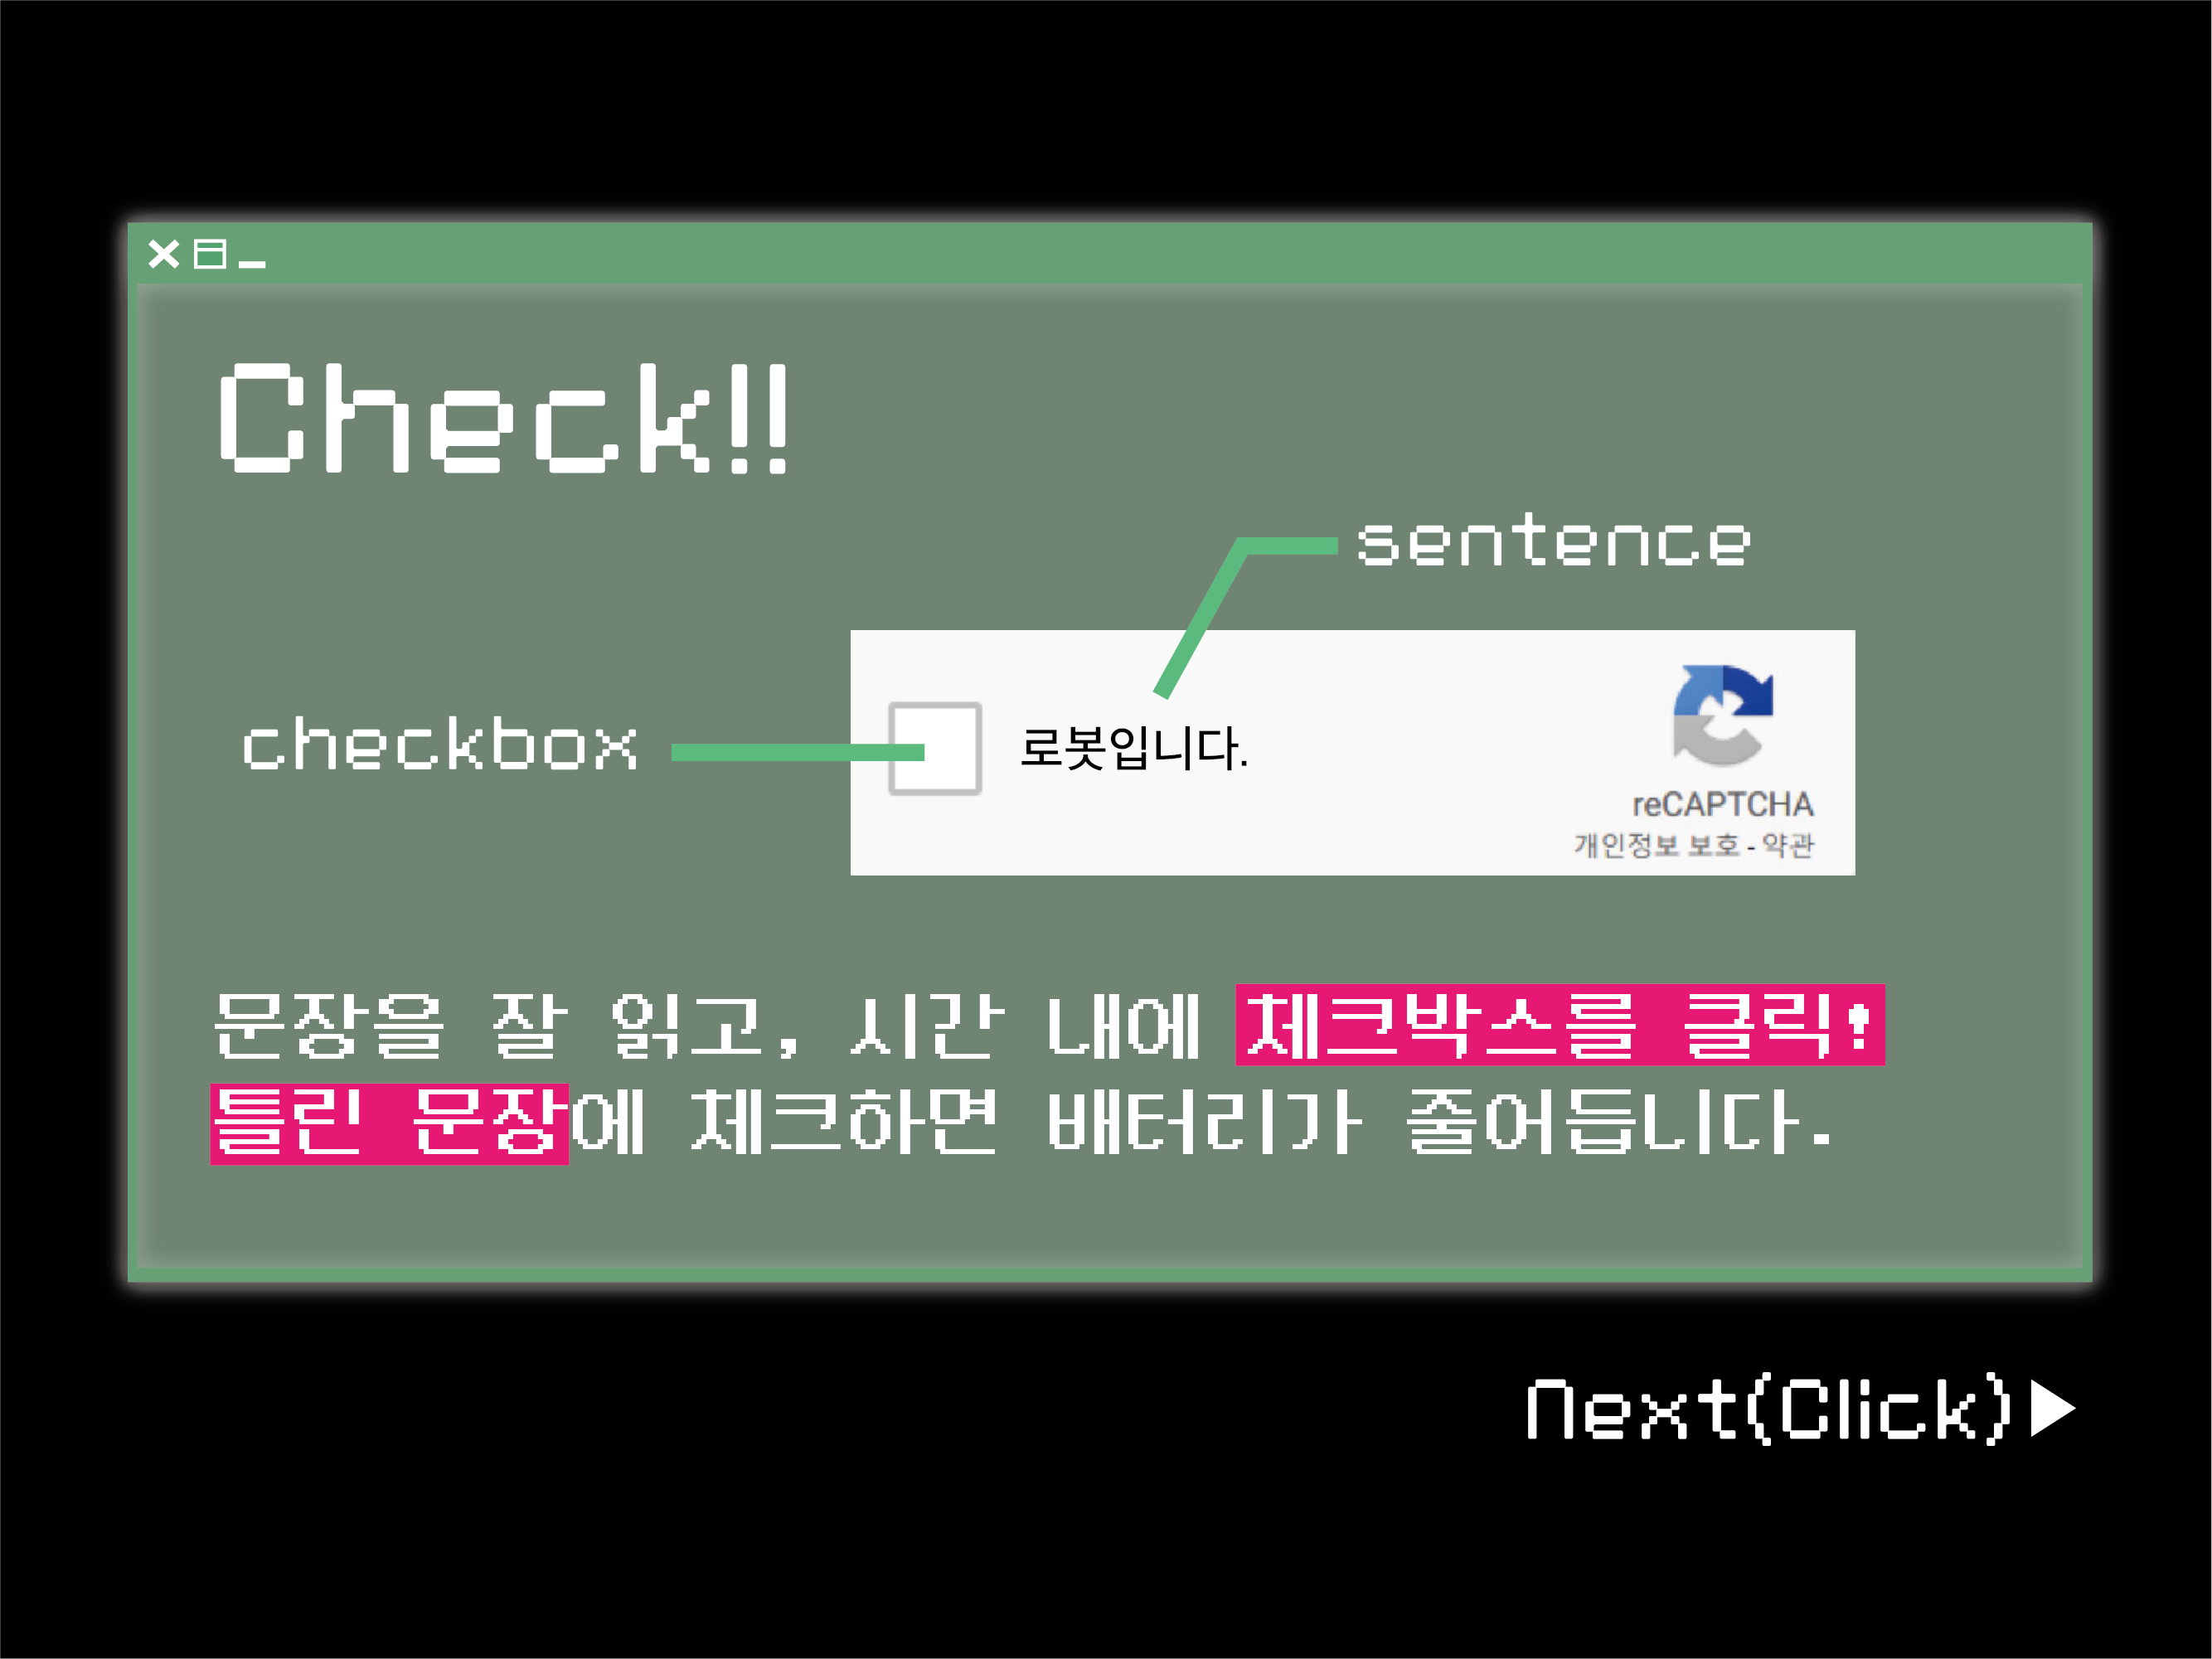 Check!!
sentence
checkbox
로봇입니다.
reCAPTCHA
개인정보 보호 - 약관
문장을 잘 읽고, 시간 내에 체크박스를 클릭!
틀린 문장에 체크하면 배터리가 줄어듭니다.
Next(Click)▶